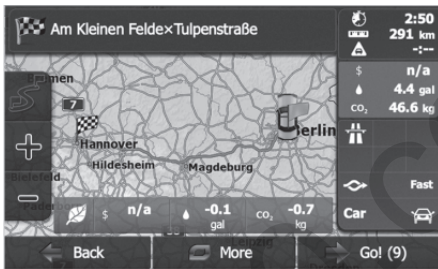 Am Kleinen Felde×Tulpenstraße
2:50
291 km
-:--
$ n/a
4.4 gal
CO₂ 46.6 kg
7
Berlin
Hannover
Hildesheim
Magdeburg
Fast
Car
$ n/a
-0.1 gal
CO₂ -0.7 kg
Back
More
Go! (9)